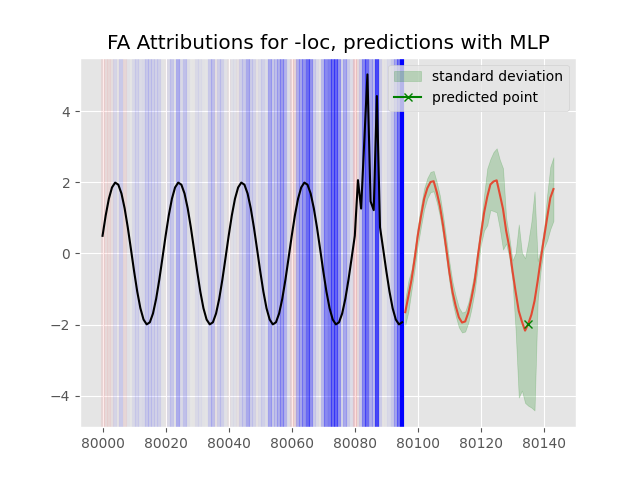 FA Attributions for -loc, predictions with MLP
standard deviation
predicted point
4
2
0
−2
−4
80000 80020 80040 80060 80080 80100 80120 80140